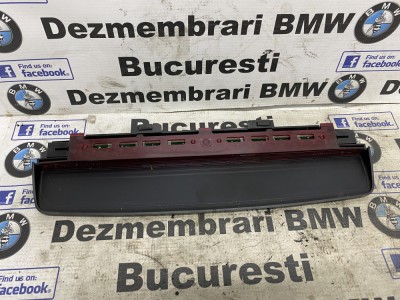 Dezmembrari BMW
Find us on:
facebook.
Bucuresti
Find us on:
facebook.
Dezmembrari BMW
Find us on:
facebook.
Bucuresti
Find us on:
facebook.
Dezmembrari BMW
Find us on:
facebook.
Bucuresti